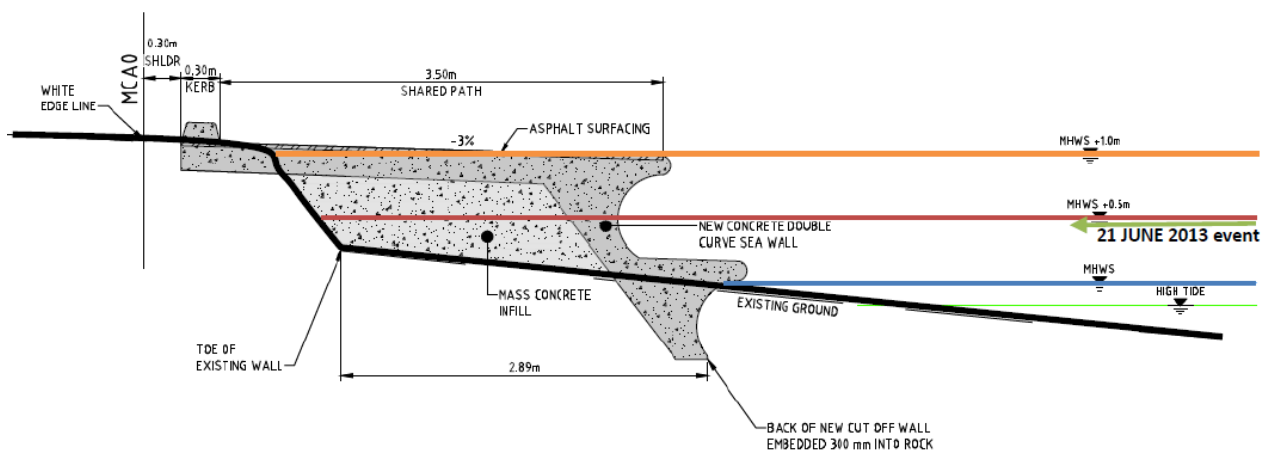 MCA0
0.30m
SHLDR
0.30m
KERB
3.50m
SHARED PATH
WHITE
EDGE LINE
-3%
ASPHALT SURFACING
MHWS +1.0m
MHWS +0.5m
21 JUNE 2013 event
NEW CONCRETE DOUBLE
CURVE SEA WALL
MHWS
HIGH TIDE
MASS CONCRETE
INFILL
EXISTING GROUND
TOE OF
EXISTING WALL
2.89m
BACK OF NEW CUT OFF WALL
EMBEDDED 300 mm INTO ROCK